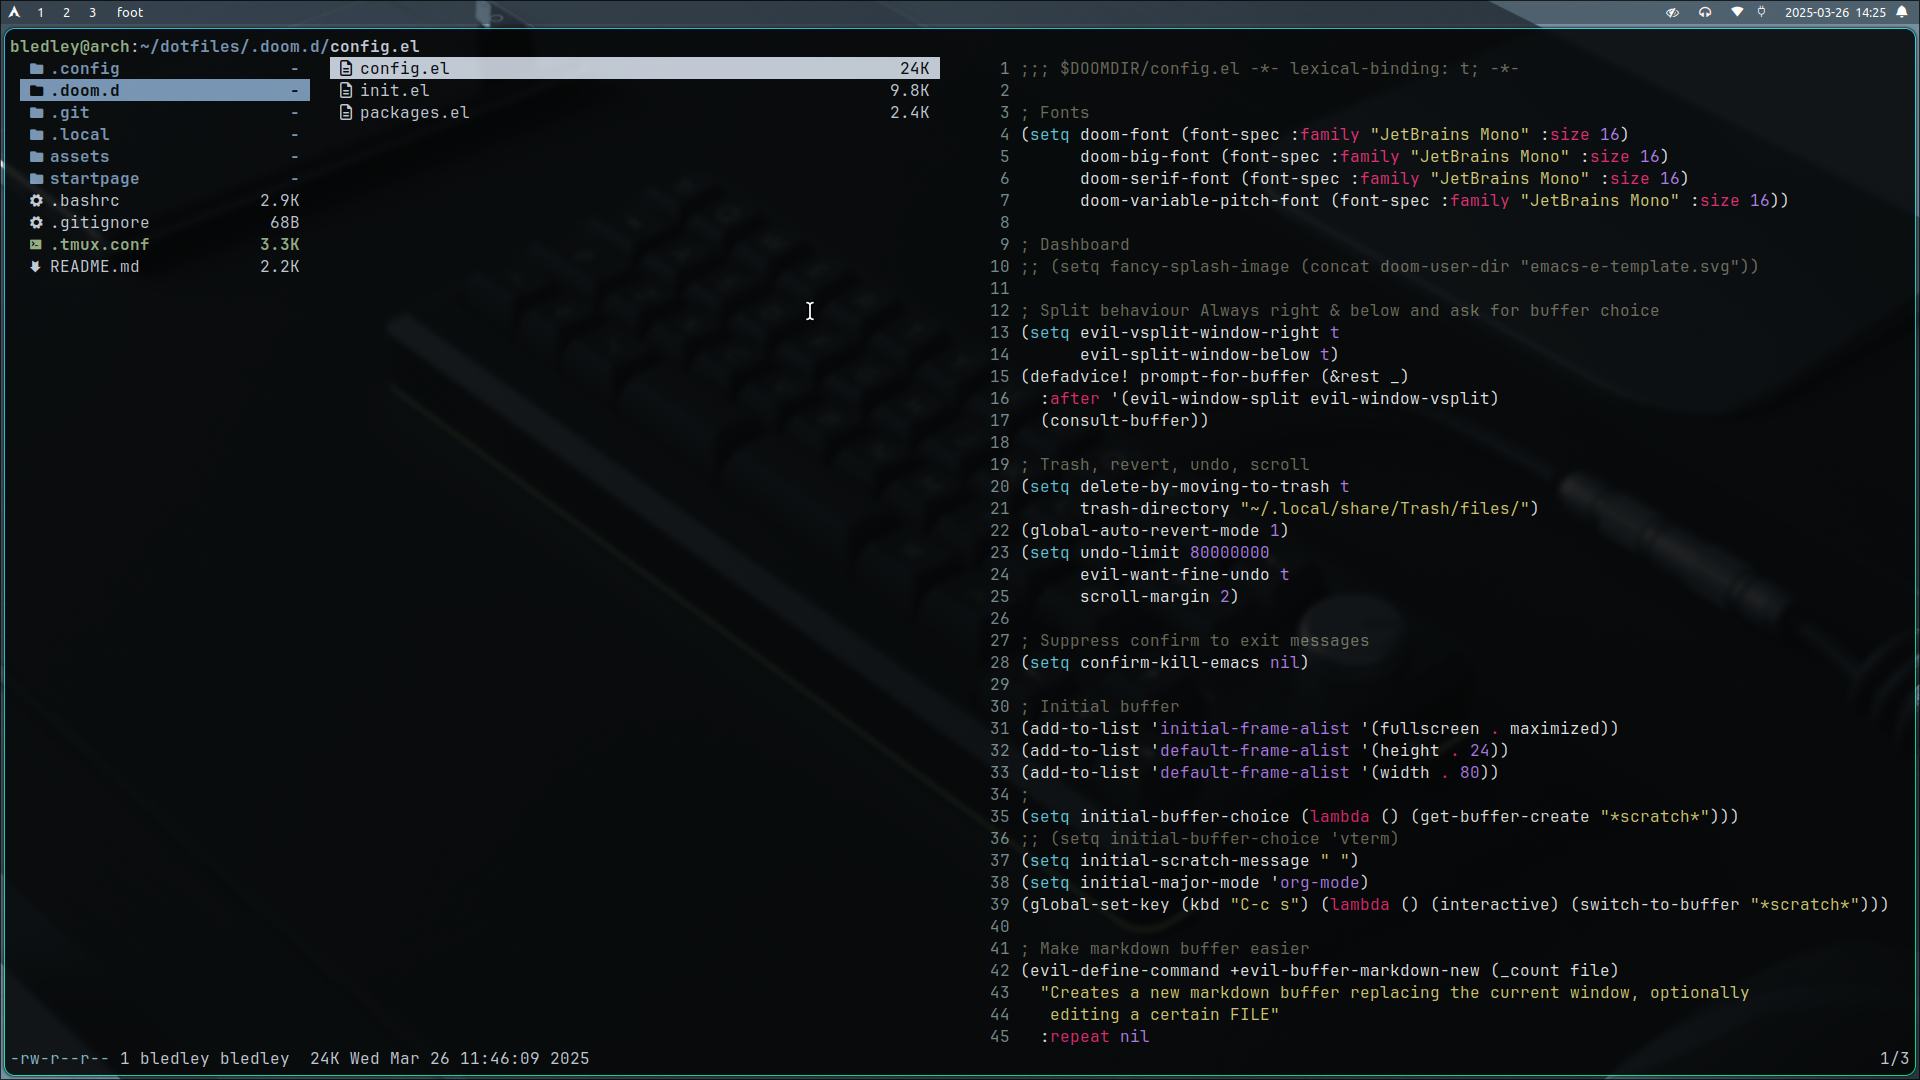 1 2 3 foot 2025-03-26 14:25
bledley@arch:~/dotfiles/.doom.d/config.el
.config -
.doom.d -
.git -
.local -
assets -
startpage -
.bashrc 2.9K
.gitignore 68B
.tmux.conf 3.3K
README.md 2.2K
config.el 24K
init.el 9.8K
packages.el 2.4K
1 ;;; $DOOMDIR/config.el -*- lexical-binding: t; -*-
2
3 ; Fonts
4 (setq doom-font (font-spec :family "JetBrains Mono" :size 16)
5       doom-big-font (font-spec :family "JetBrains Mono" :size 16)
6       doom-serif-font (font-spec :family "JetBrains Mono" :size 16)
7       doom-variable-pitch-font (font-spec :family "JetBrains Mono" :size 16))
8
9 ; Dashboard
10 ;; (setq fancy-splash-image (concat doom-user-dir "emacs-e-template.svg"))
11
12 ; Split behaviour Always right & below and ask for buffer choice
13 (setq evil-vsplit-window-right t
14       evil-split-window-below t)
15 (defadvice! prompt-for-buffer (&rest _)
16   :after '(evil-window-split evil-window-vsplit)
17   (consult-buffer))
18
19 ; Trash, revert, undo, scroll
20 (setq delete-by-moving-to-trash t
21       trash-directory "~/.local/share/Trash/files/")
22 (global-auto-revert-mode 1)
23 (setq undo-limit 80000000
24       evil-want-fine-undo t
25       scroll-margin 2)
26
27 ; Suppress confirm to exit messages
28 (setq confirm-kill-emacs nil)
29
30 ; Initial buffer
31 (add-to-list 'initial-frame-alist '(fullscreen . maximized))
32 (add-to-list 'default-frame-alist '(height . 24))
33 (add-to-list 'default-frame-alist '(width . 80))
34 ;
35 (setq initial-buffer-choice (lambda () (get-buffer-create "*scratch*")))
36 ;; (setq initial-buffer-choice 'vterm)
37 (setq initial-scratch-message " ")
38 (setq initial-major-mode 'org-mode)
39 (global-set-key (kbd "C-c s") (lambda () (interactive) (switch-to-buffer "*scratch*")))
40
41 ; Make markdown buffer easier
42 (evil-define-command +evil-buffer-markdown-new (_count file)
43   "Creates a new markdown buffer replacing the current window, optionally
44    editing a certain FILE"
45   :repeat nil
-rw-r--r-- 1 bledley bledley  24K Wed Mar 26 11:46:09 2025 1/3